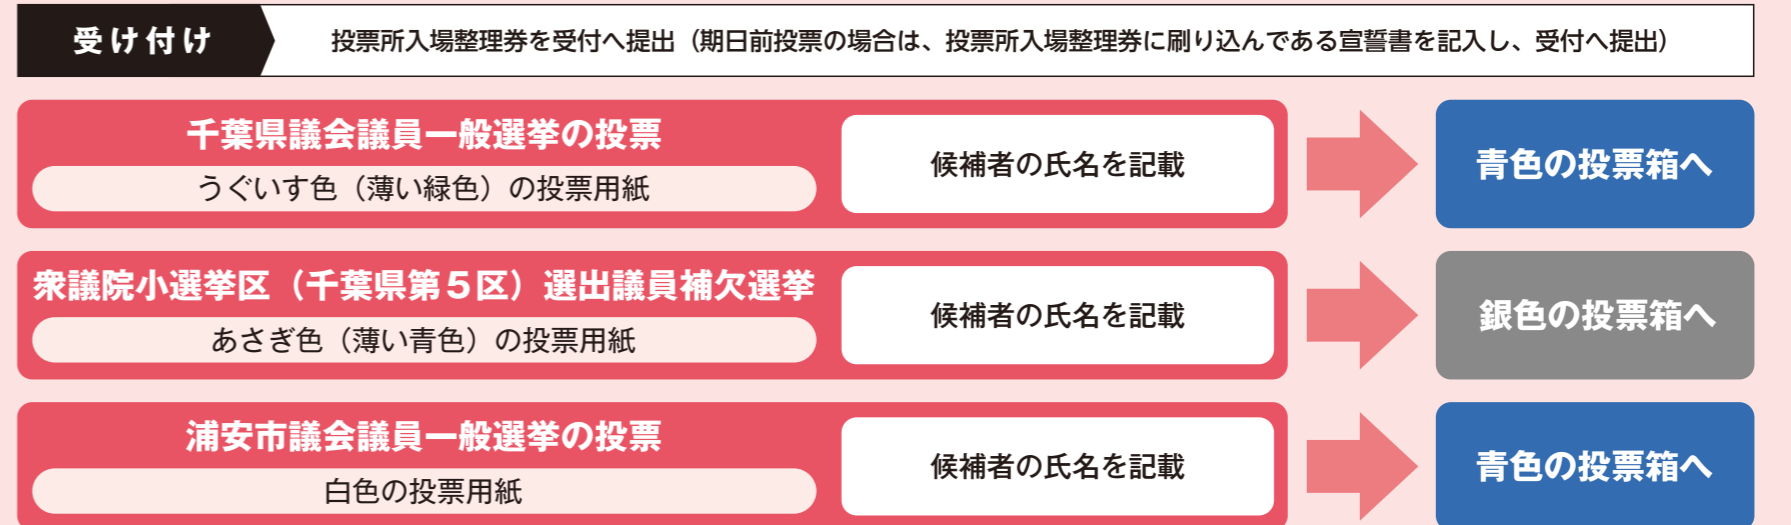 受け付け
投票所入場整理券を受付へ提出（期日前投票の場合は、投票所入場整理券に刷り込んである宣誓書を記入し、受付へ提出）
千葉県議会議員一般選挙の投票
うぐいす色（薄い緑色）の投票用紙
候補者の氏名を記載
青色の投票箱へ
衆議院小選挙区（千葉県第５区）選出議員補欠選挙
あさぎ色（薄い青色）の投票用紙
候補者の氏名を記載
銀色の投票箱へ
浦安市議会議員一般選挙の投票
白色の投票用紙
候補者の氏名を記載
青色の投票箱へ